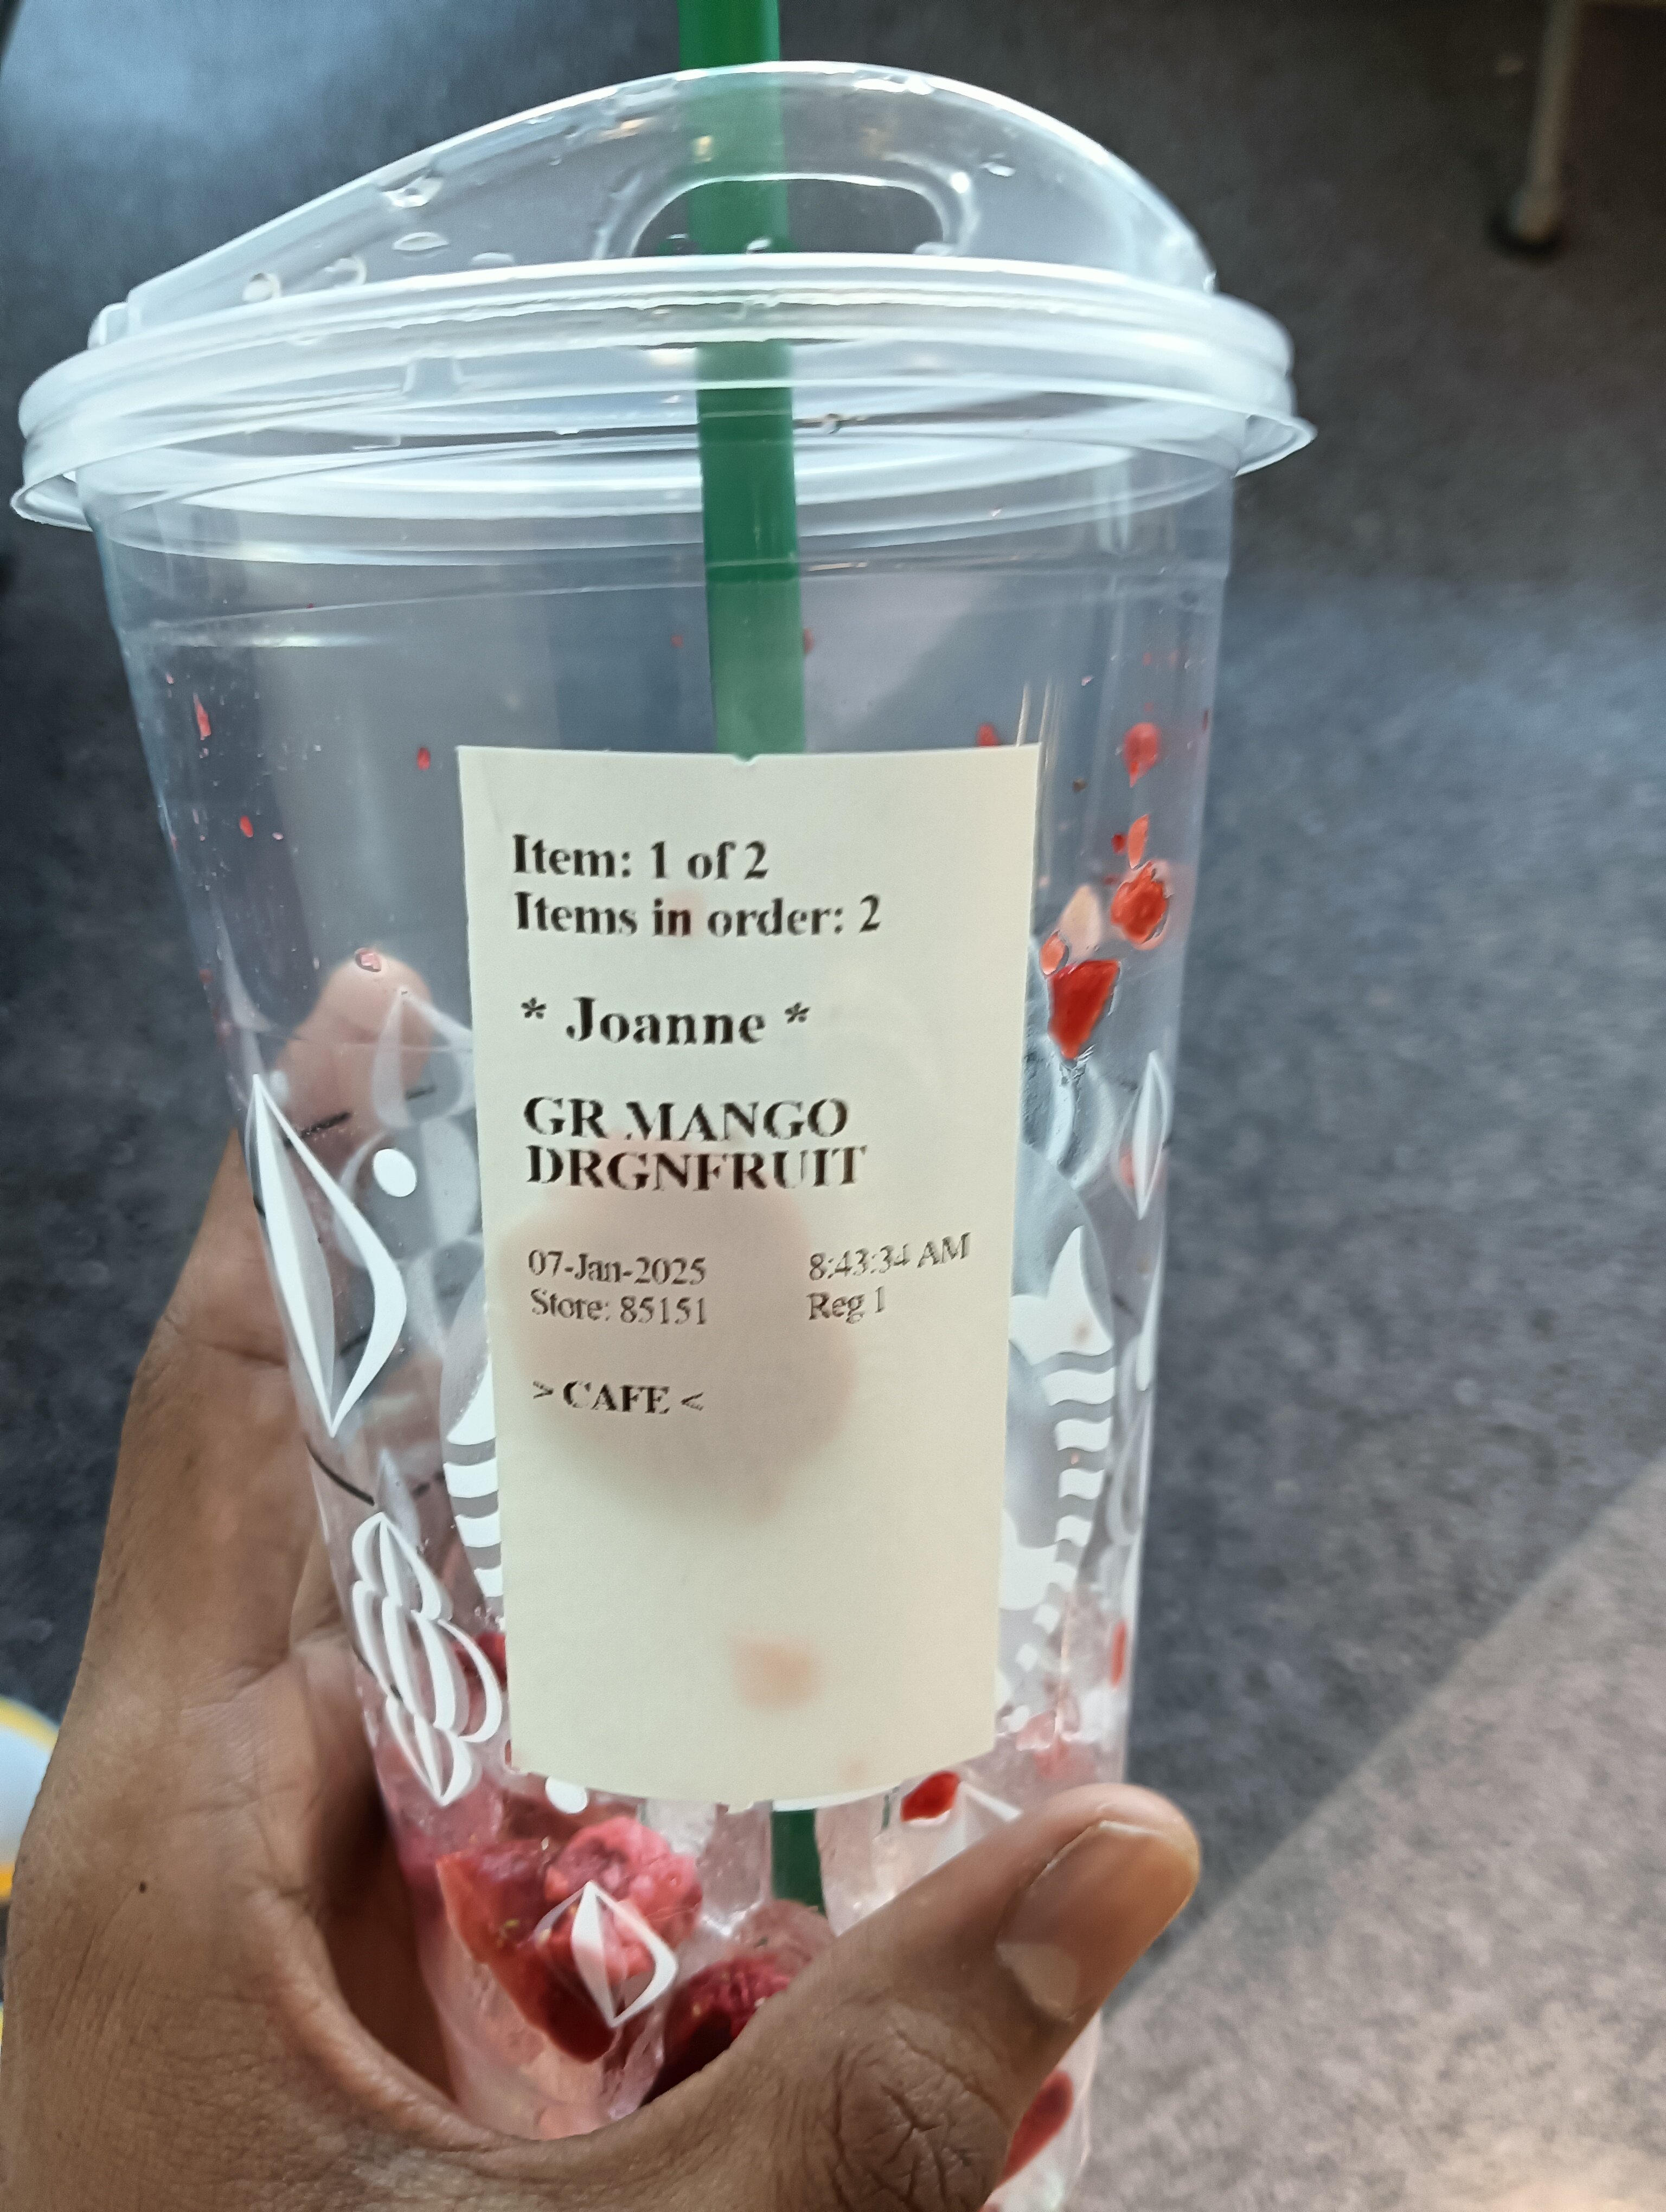 Item: 1 of 2
Items in order: 2
* Joanne *
GR MANGO
DRGNFRUIT
07-Jan-2025 8:43:34 AM
Store: 85151 Reg 1
> CAFE <